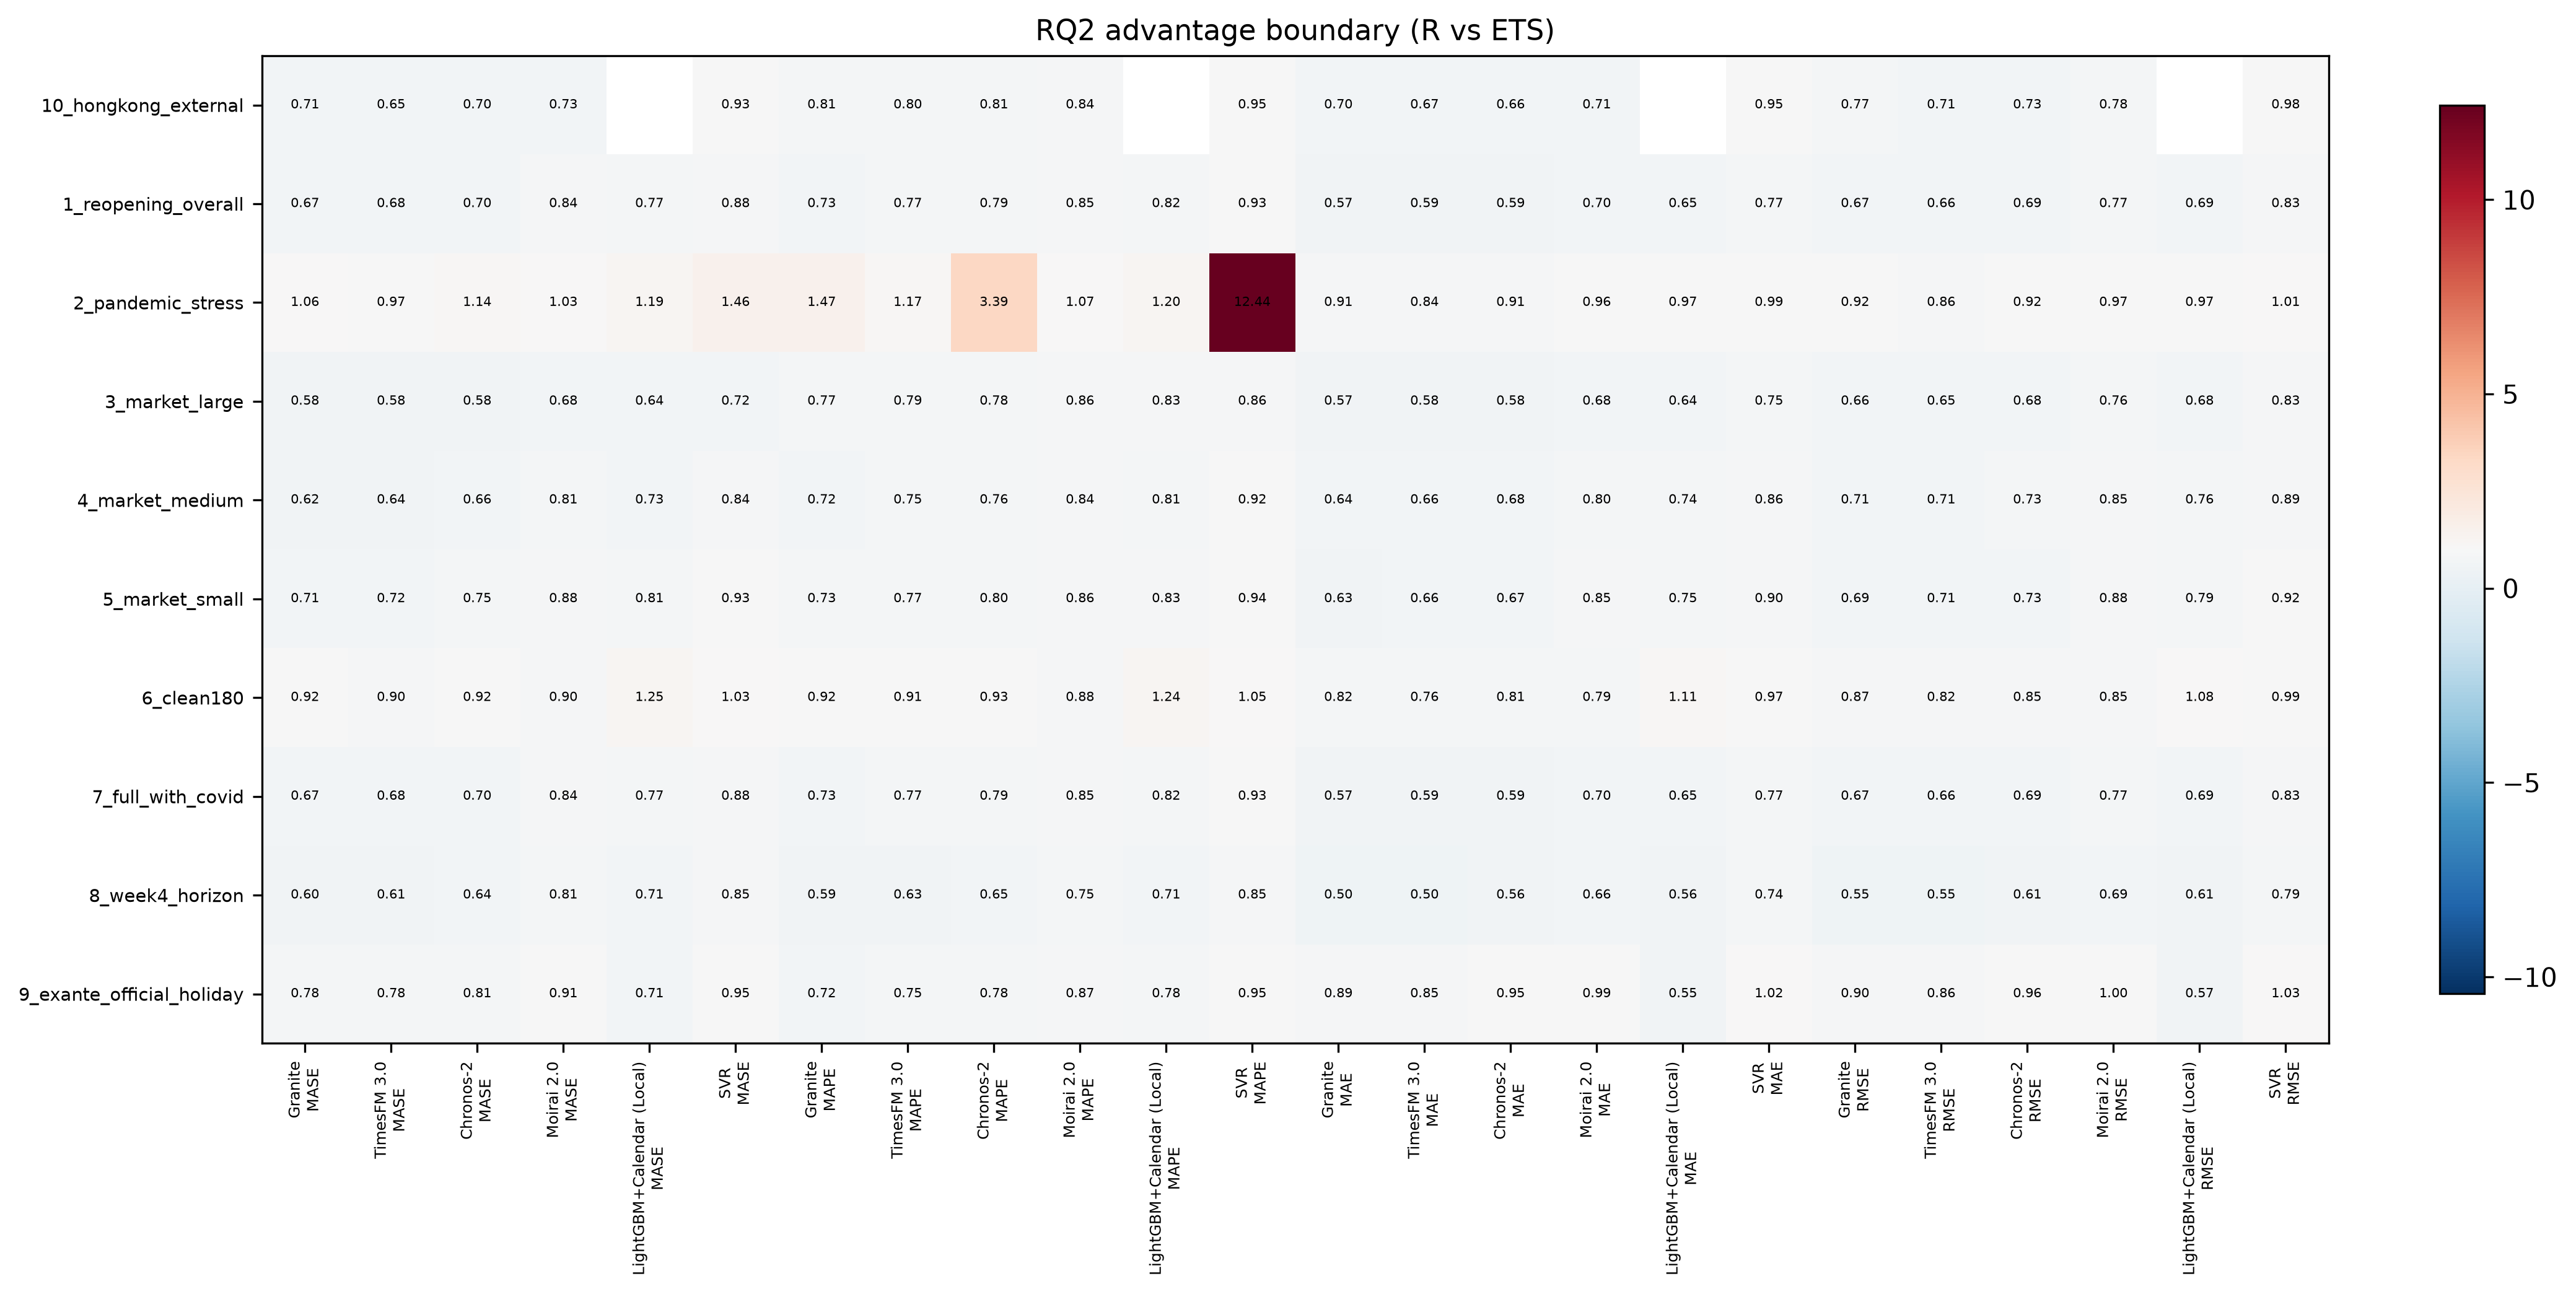 RQ2 advantage boundary (R vs ETS)
10_hongkong_external 0.71 0.65 0.70 0.73 0.93 0.81 0.80 0.81 0.84 0.95 0.70 0.67 0.66 0.71 0.95 0.77 0.71 0.73 0.78 0.98
1_reopening_overall 0.67 0.68 0.70 0.84 0.77 0.88 0.73 0.77 0.79 0.85 0.82 0.93 0.57 0.59 0.59 0.70 0.65 0.77 0.67 0.66 0.69 0.77 0.69 0.83
2_pandemic_stress 1.06 0.97 1.14 1.03 1.19 1.46 1.47 1.17 3.39 1.07 1.20 12.44 0.91 0.84 0.91 0.96 0.97 0.99 0.92 0.86 0.92 0.97 0.97 1.01
3_market_large 0.58 0.58 0.58 0.68 0.64 0.72 0.77 0.79 0.78 0.86 0.83 0.86 0.57 0.58 0.58 0.68 0.64 0.75 0.66 0.65 0.68 0.76 0.68 0.83
4_market_medium 0.62 0.64 0.66 0.81 0.73 0.84 0.72 0.75 0.76 0.84 0.81 0.92 0.64 0.66 0.68 0.80 0.74 0.86 0.71 0.71 0.73 0.85 0.76 0.89
5_market_small 0.71 0.72 0.75 0.88 0.81 0.93 0.73 0.77 0.80 0.86 0.83 0.94 0.63 0.66 0.67 0.85 0.75 0.90 0.69 0.71 0.73 0.88 0.79 0.92
6_clean180 0.92 0.90 0.92 0.90 1.25 1.03 0.92 0.91 0.93 0.88 1.24 1.05 0.82 0.76 0.81 0.79 1.11 0.97 0.87 0.82 0.85 0.85 1.08 0.99
7_full_with_covid 0.67 0.68 0.70 0.84 0.77 0.88 0.73 0.77 0.79 0.85 0.82 0.93 0.57 0.59 0.59 0.70 0.65 0.77 0.67 0.66 0.69 0.77 0.69 0.83
8_week4_horizon 0.60 0.61 0.64 0.81 0.71 0.85 0.59 0.63 0.65 0.75 0.71 0.85 0.50 0.50 0.56 0.66 0.56 0.74 0.55 0.55 0.61 0.69 0.61 0.79
9_exante_official_holiday 0.78 0.78 0.81 0.91 0.71 0.95 0.72 0.75 0.78 0.87 0.78 0.95 0.89 0.85 0.95 0.99 0.55 1.02 0.90 0.86 0.96 1.00 0.57 1.03
Granite
MASE
TimesFM 3.0
MASE
Chronos-2
MASE
Moirai 2.0
MASE
LightGBM+Calendar (Local)
MASE
SVR
MASE
Granite
MAPE
TimesFM 3.0
MAPE
Chronos-2
MAPE
Moirai 2.0
MAPE
LightGBM+Calendar (Local)
MAPE
SVR
MAPE
Granite
MAE
TimesFM 3.0
MAE
Chronos-2
MAE
Moirai 2.0
MAE
LightGBM+Calendar (Local)
MAE
SVR
MAE
Granite
RMSE
TimesFM 3.0
RMSE
Chronos-2
RMSE
Moirai 2.0
RMSE
LightGBM+Calendar (Local)
RMSE
SVR
RMSE
10
5
0
−5
−10